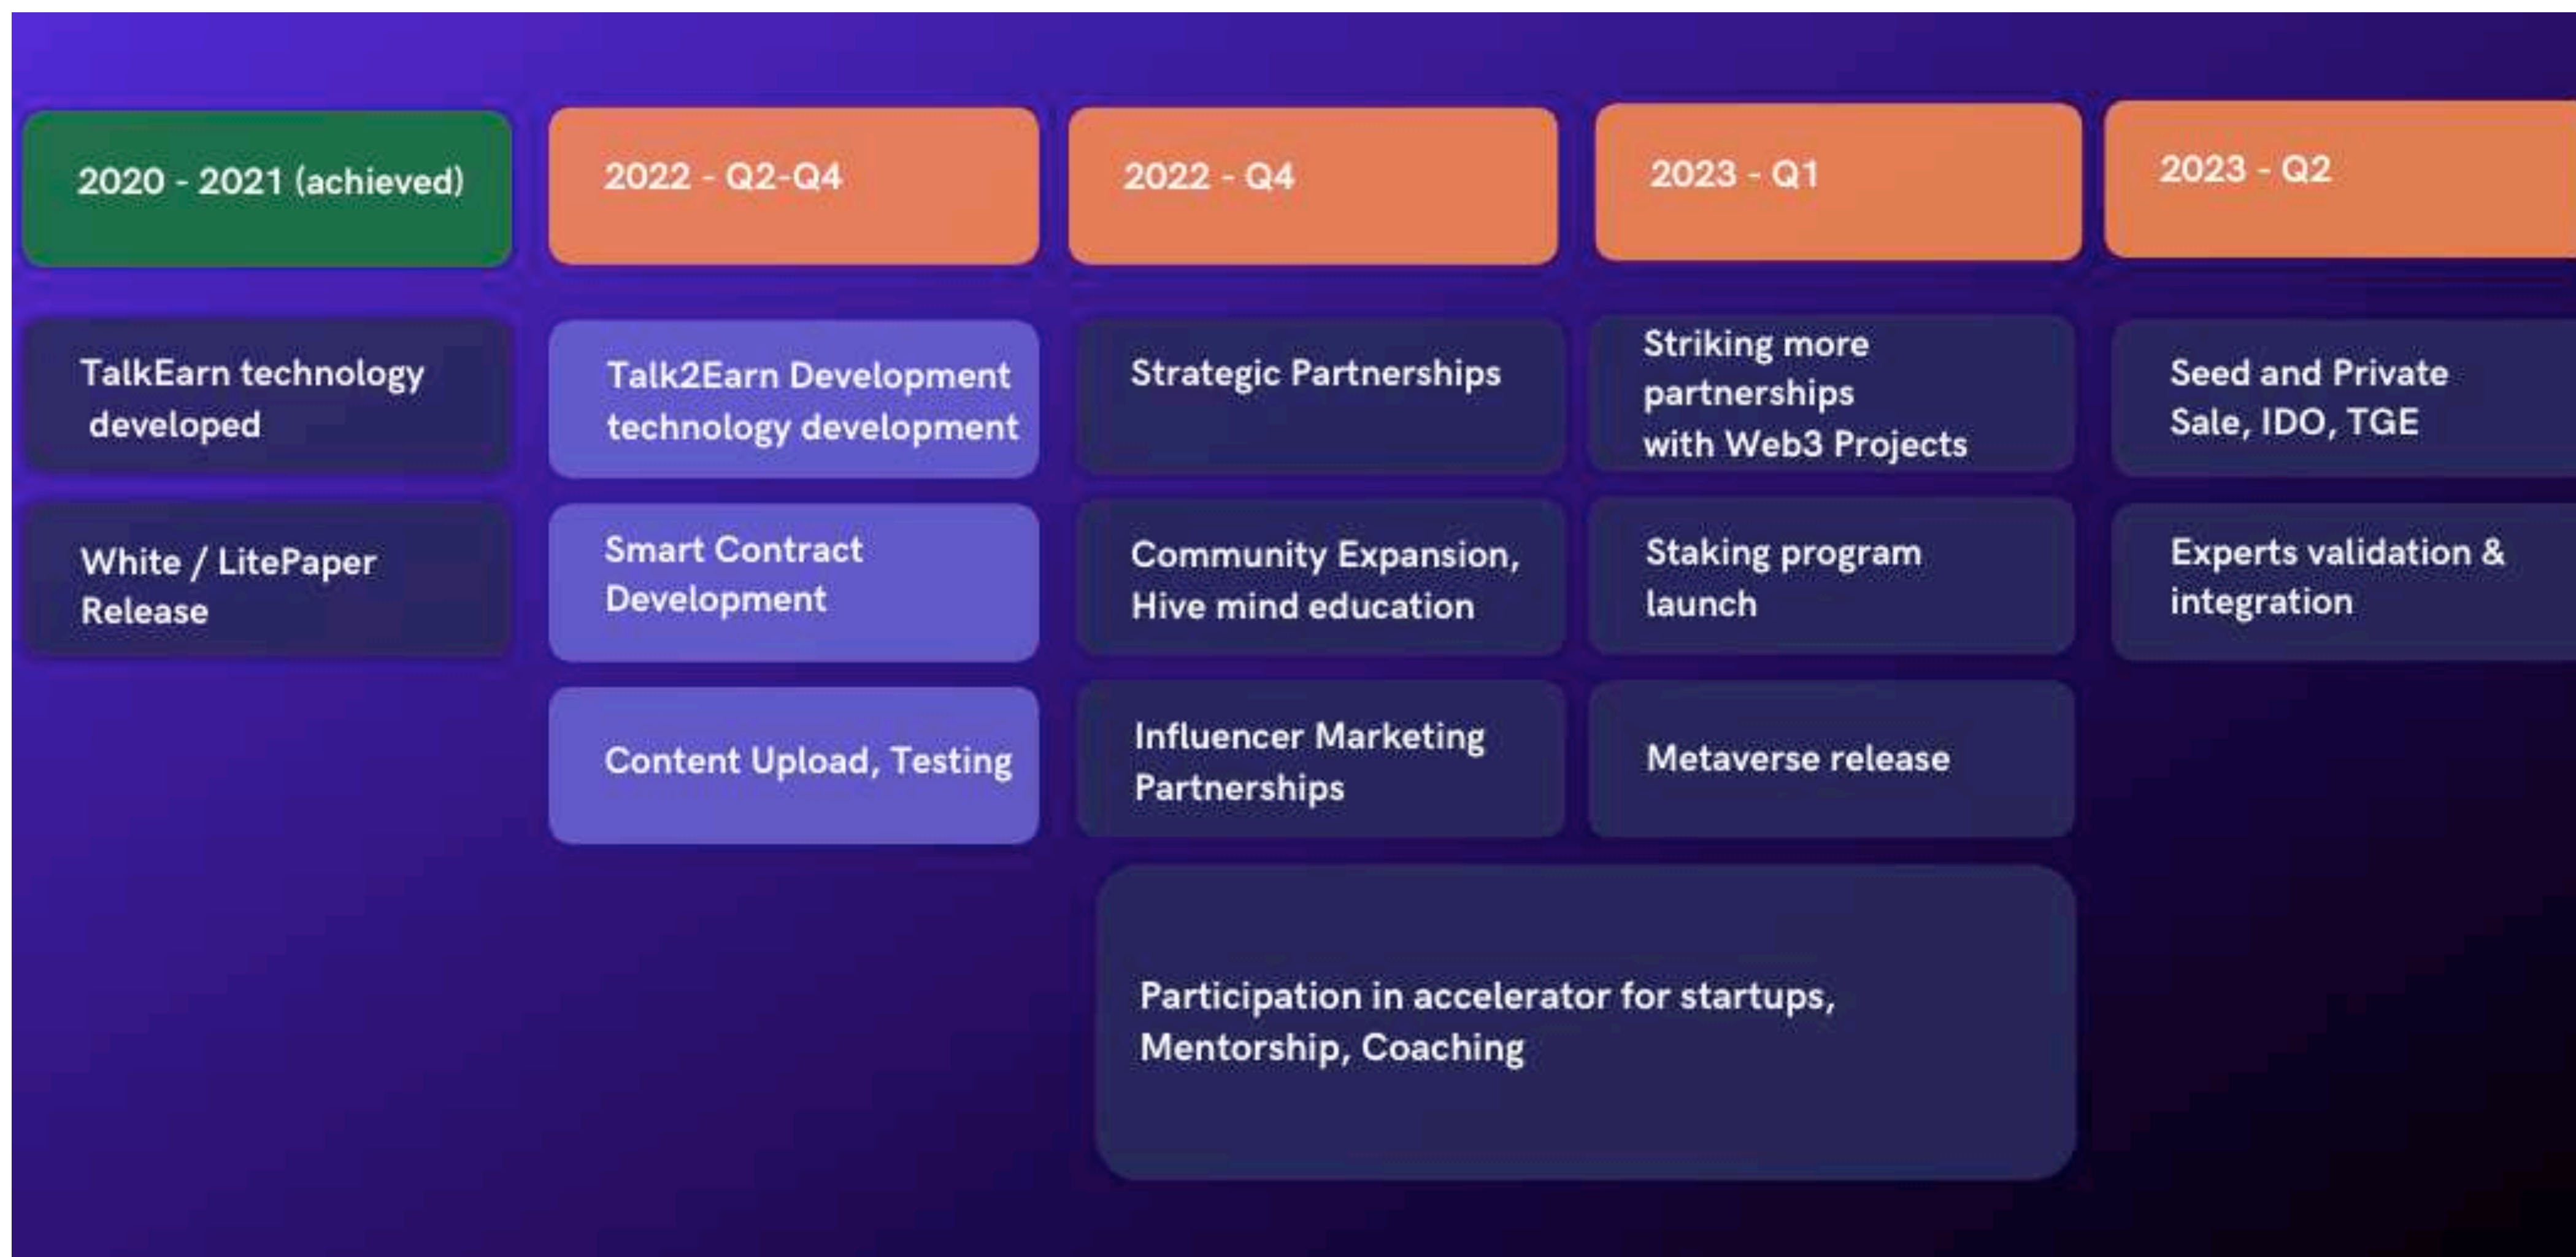 2020 - 2021 (achieved)
2022 - Q2-Q4
2022 - Q4
2023 - Q1
2023 - Q2
TalkEarn technology
developed
White / LitePaper
Release
Talk2Earn Development
technology development
Smart Contract
Development
Content Upload, Testing
Strategic Partnerships
Community Expansion,
Hive mind education
Influencer Marketing
Partnerships
Striking more
partnerships
with Web3 Projects
Staking program
launch
Metaverse release
Participation in accelerator for startups,
Mentorship, Coaching
Seed and Private
Sale, IDO, TGE
Experts validation &
integration